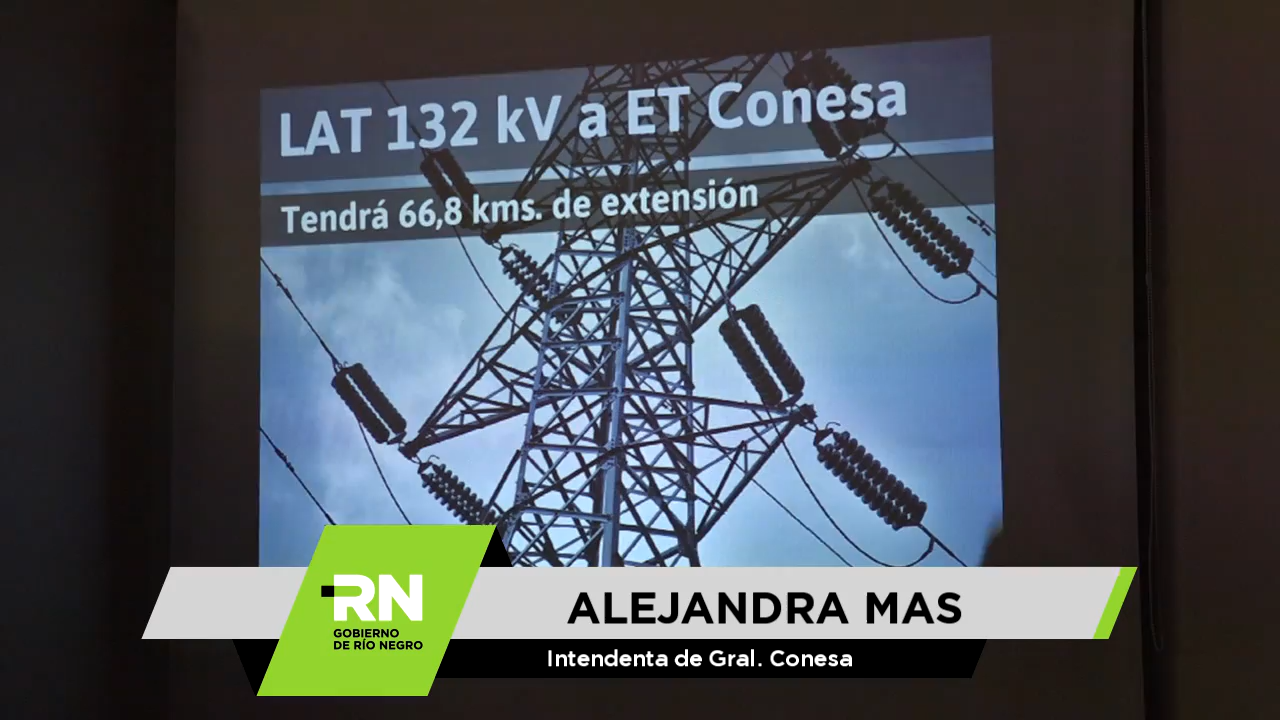 LAT 132 kV a ET Conesa
Tendrá 66,8 kms. de extensión
RN
GOBIERNO
DE RÍO NEGRO
ALEJANDRA MAS
Intendenta de Gral. Conesa